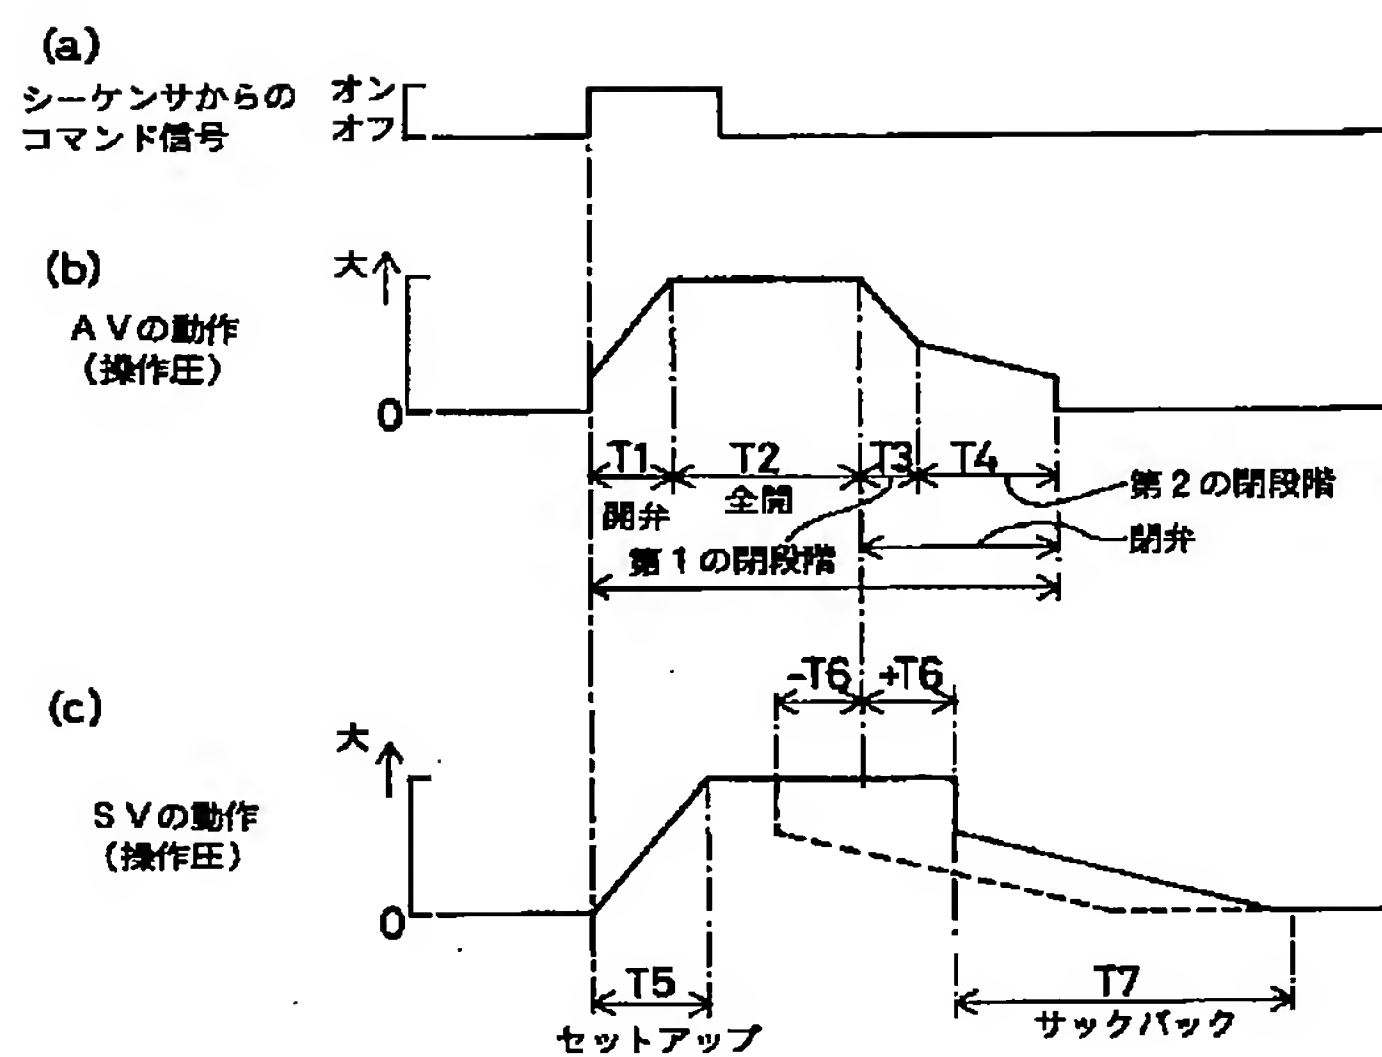 (a)
シーケンサからの
コマンド信号
オン
オフ
(b)
大
AVの動作
(操作圧)
0
T1
T2
T3
T4
開弁
全開
第2の閉段階
閉弁
第1の閉段階
-T6
+T6
(c)
大
SVの動作
(操作圧)
0
T5
セットアップ
T7
サックバック